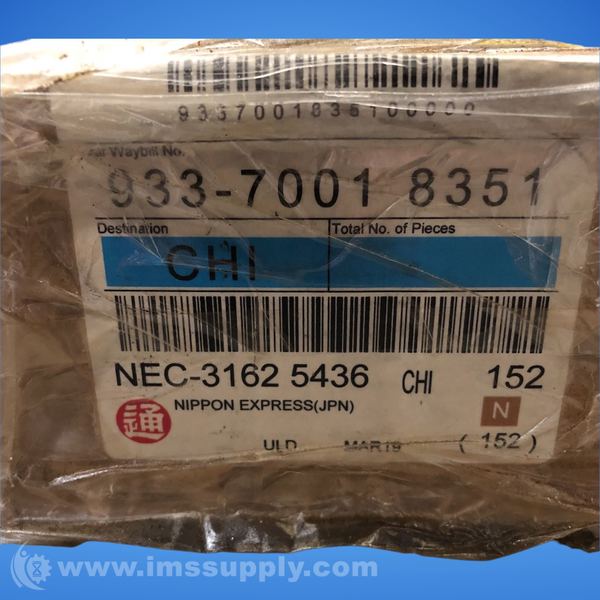 9337001835100000
Air Waybill No.
933-7001 8351
Destination Total No. of Pieces
CHI
NEC-3162 5436 CHI 152
通 NIPPON EXPRESS(JPN) N
ULD MAR19 (152)
www.imssupply.com